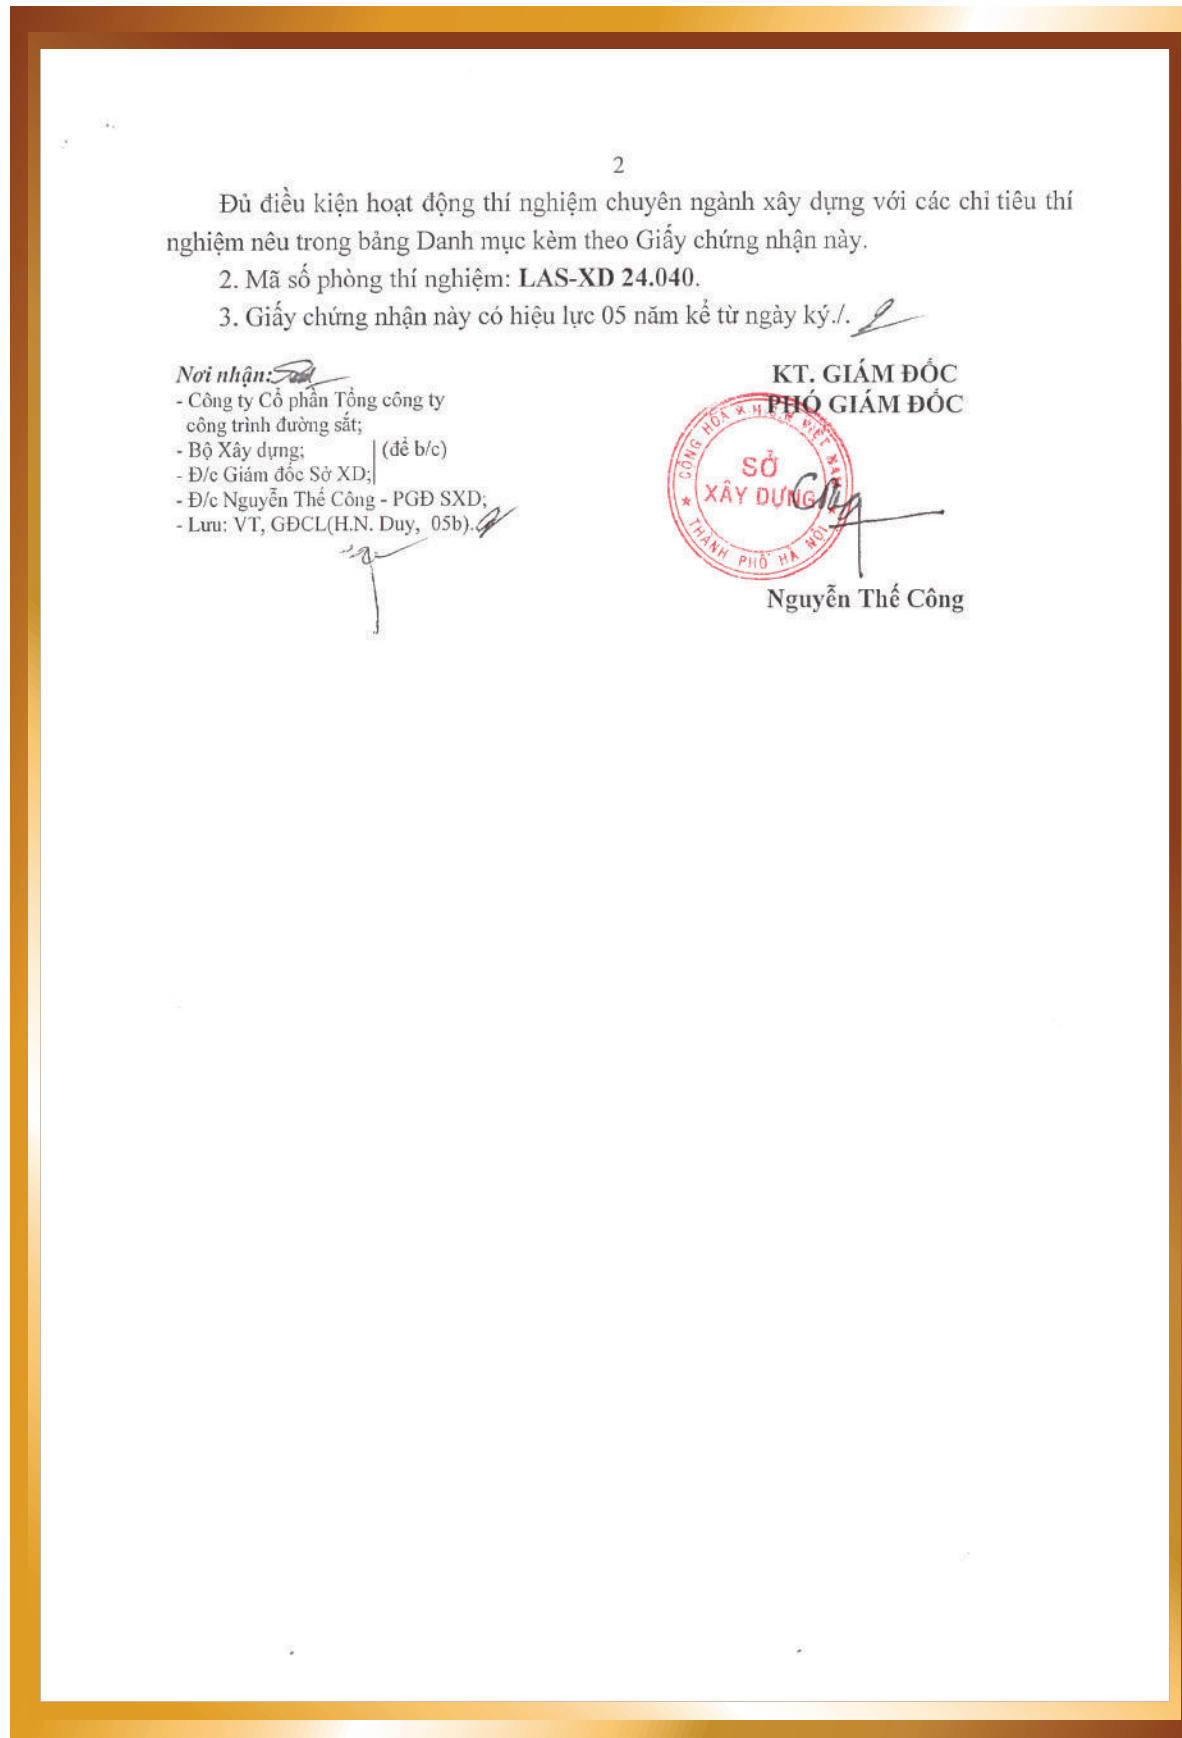 2
Đủ điều kiện hoạt động thí nghiệm chuyên ngành xây dựng với các chỉ tiêu thí
nghiệm nêu trong bảng Danh mục kèm theo Giấy chứng nhận này.
2. Mã số phòng thí nghiệm: LAS-XD 24.040.
3. Giấy chứng nhận này có hiệu lực 05 năm kể từ ngày ký./.
Nơi nhận:
- Công ty Cổ phần Tổng công ty
công trình đường sắt;
- Bộ Xây dựng; (để b/c)
- Đ/c Giám đốc Sở XD;
- Đ/c Nguyễn Thế Công - PGĐ SXD;
- Lưu: VT, GĐCL(H.N. Duy, 05b).
KT. GIÁM ĐỐC
PHÓ GIÁM ĐỐC
CỘNG HÒA X.H.C.N VIỆT NAM
SỞ
XÂY DỰNG
THÀNH PHỐ HÀ NỘI
Công
Nguyễn Thế Công